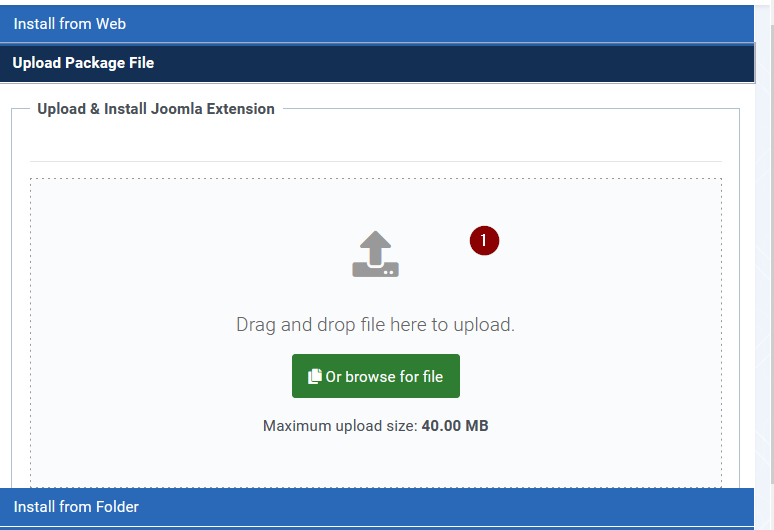 Install from Web
Upload Package File
Upload & Install Joomla Extension
1
Drag and drop file here to upload.
Or browse for file
Maximum upload size: 40.00 MB
Install from Folder